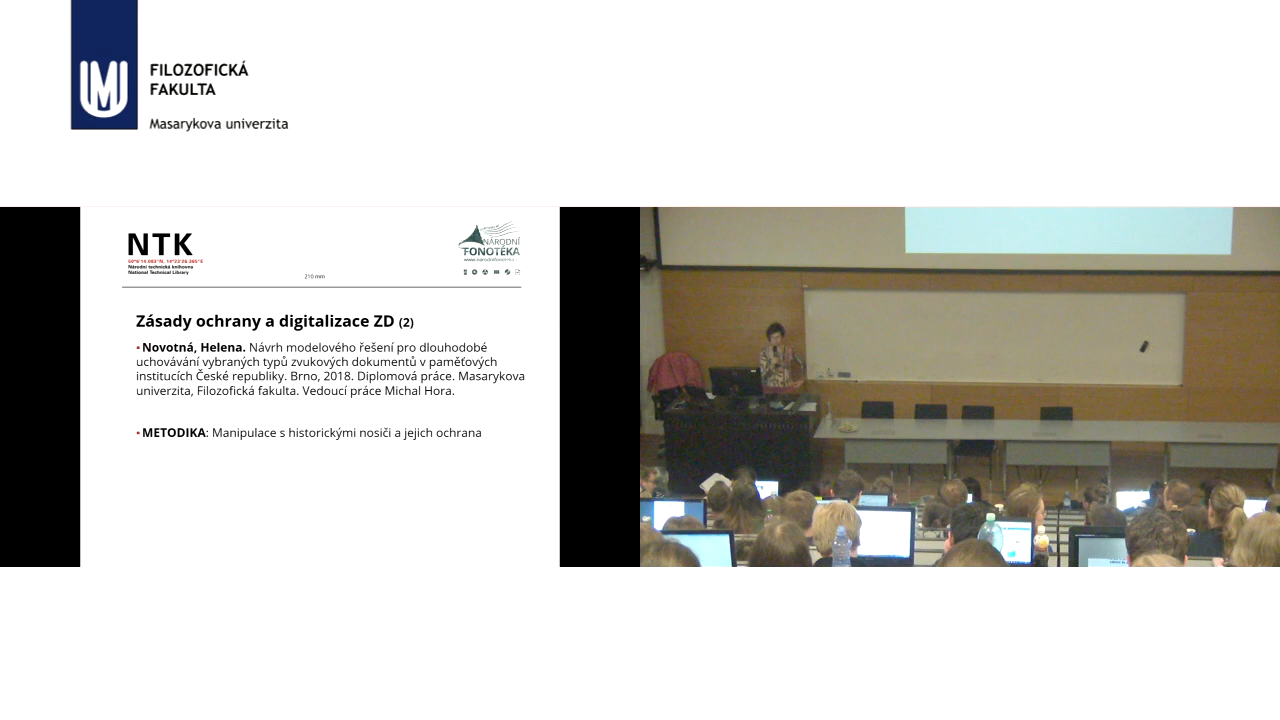 FILOZOFICKÁ
FAKULTA
Masarykova univerzita
NTK
Národní technická knihovna
National Technical Library
210 mm
NÁRODNÍ
FONOTÉKA
Zásady ochrany a digitalizace ZD (2)
▪ Novotná, Helena. Návrh modelového řešení pro dlouhodobé
uchovávání vybraných typů zvukových dokumentů v paměťových
institucích České republiky. Brno, 2018. Diplomová práce. Masarykova
univerzita, Filozofická fakulta. Vedoucí práce Michal Hora.
▪ METODIKA: Manipulace s historickými nosiči a jejich ochrana